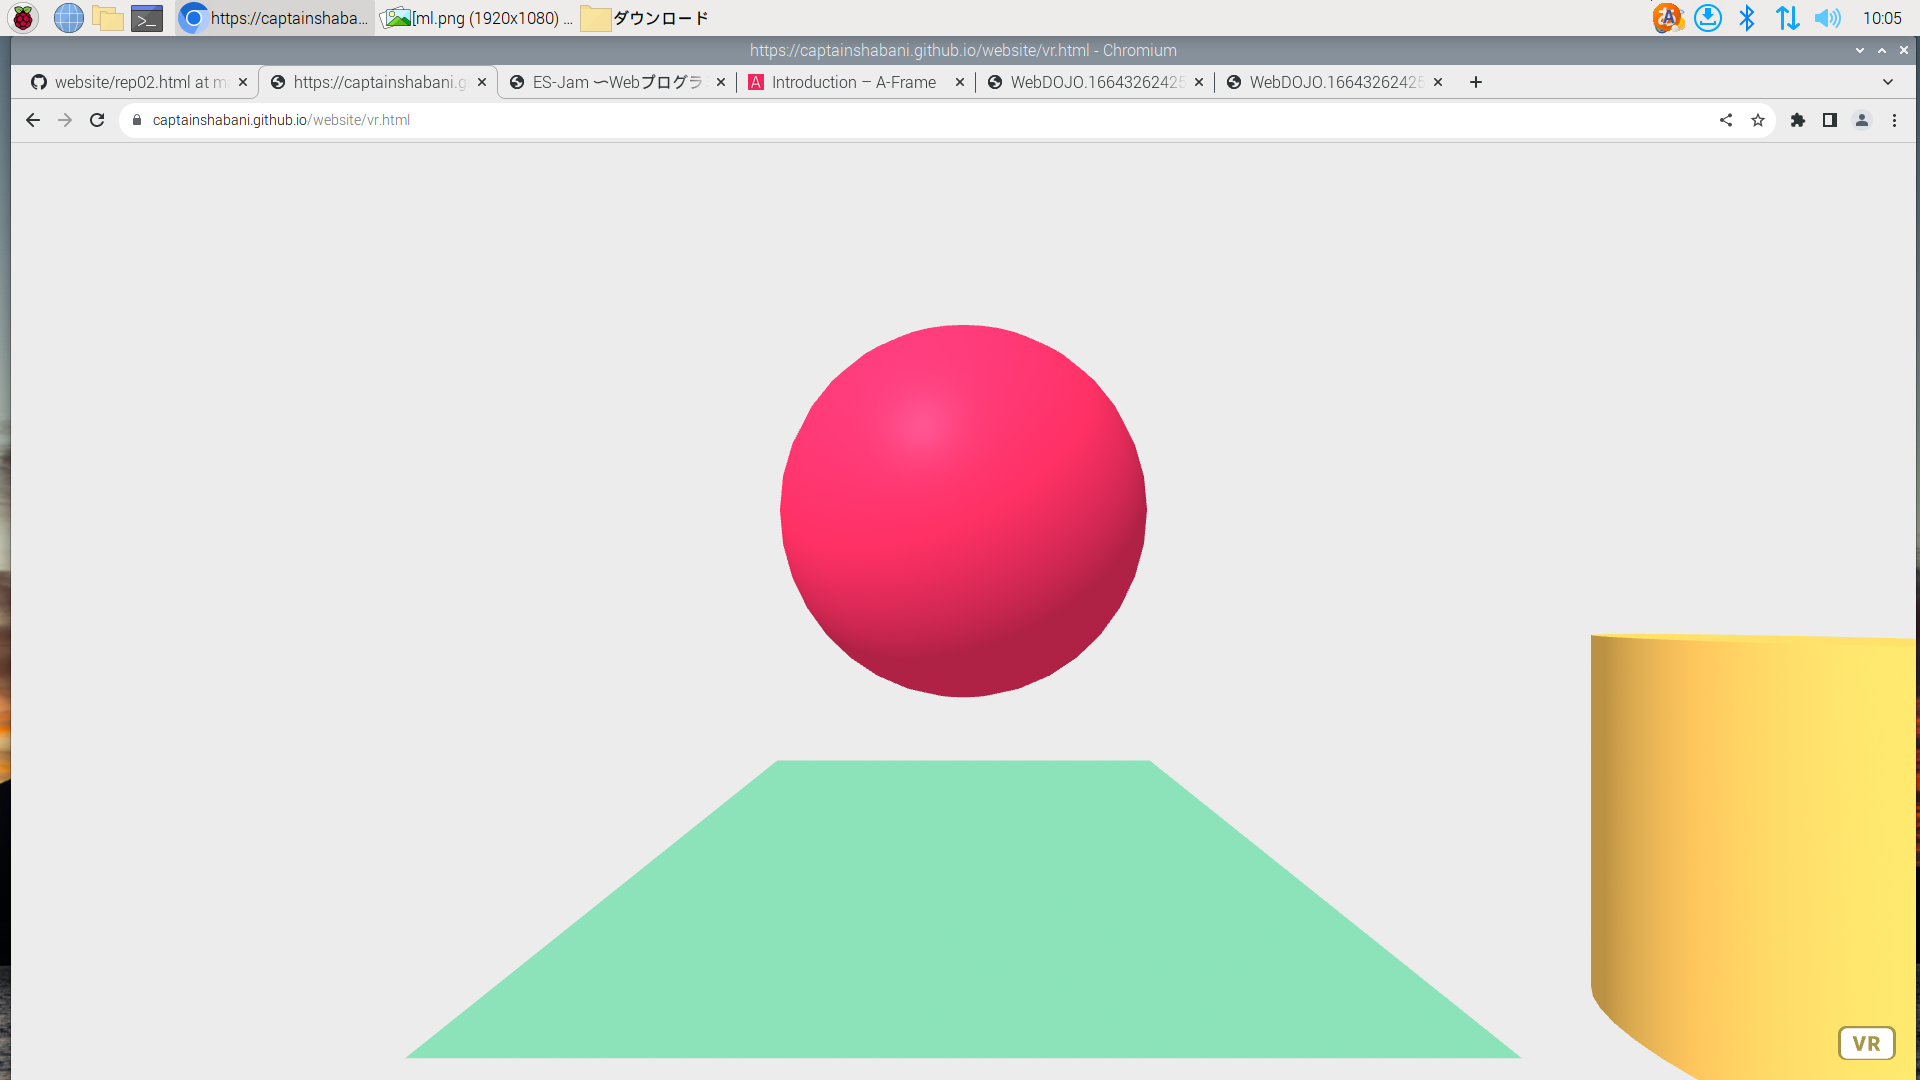 https://captainshaba...
[ml.png (1920x1080) ...
ダウンロード
10:05
https://captainshabani.github.io/website/vr.html - Chromium
website/rep02.html at m
https://captainshabani.g
ES-Jam 〜Webプログラ
Introduction – A-Frame
WebDOJO.16643262425
WebDOJO.16643262425
captainshabani.github.io/website/vr.html
VR